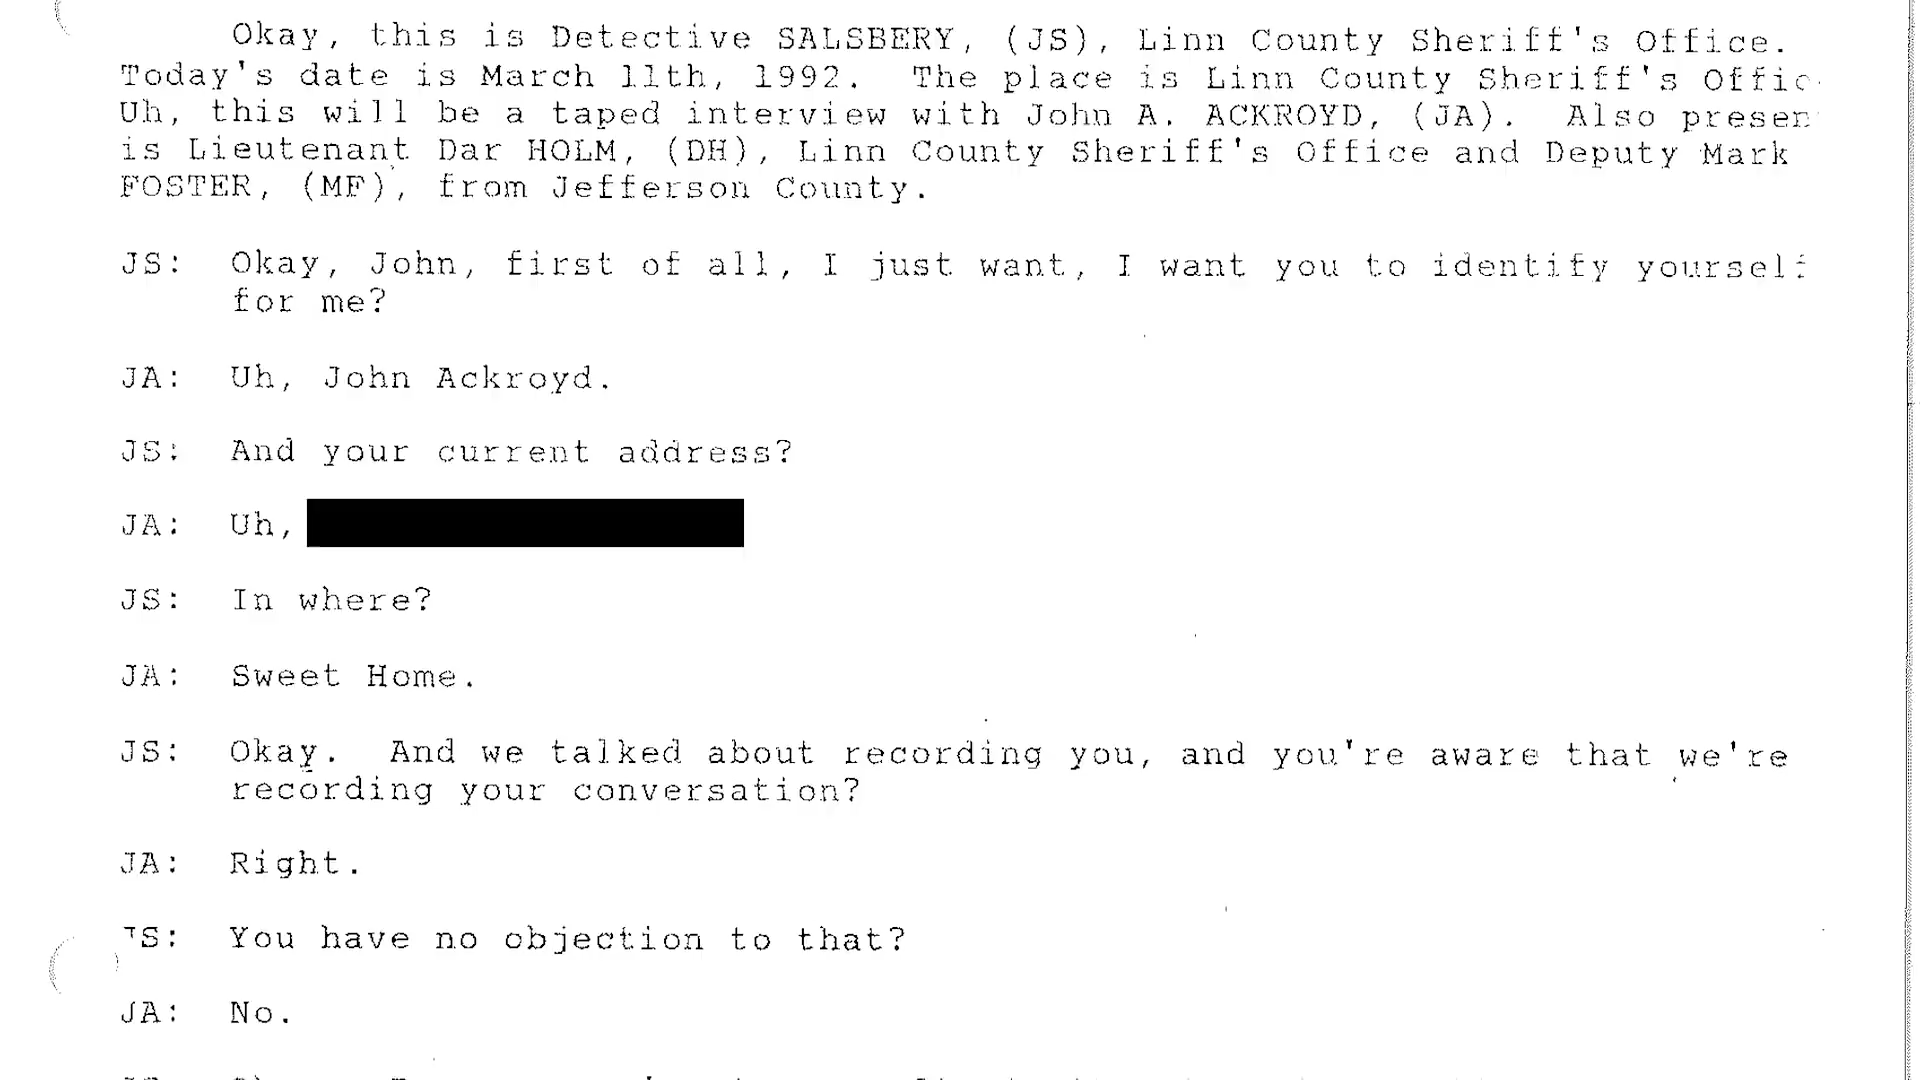 Okay, this is Detective SALSBERY, (JS), Linn County Sheriff's Office.
Today's date is March 11th, 1992. The place is Linn County Sheriff's Offic
Uh, this will be a taped interview with John A. ACKROYD, (JA). Also presen
is Lieutenant Dar HOLM, (DH), Linn County Sheriff's Office and Deputy Mark
FOSTER, (MF), from Jefferson County.
JS: Okay, John, first of all, I just want, I want you to identify yourself
for me?
JA: Uh, John Ackroyd.
JS: And your current address?
JA: Uh,
JS: In where?
JA: Sweet Home.
JS: Okay. And we talked about recording you, and you're aware that we're
recording your conversation?
JA: Right.
JS: You have no objection to that?
JA: No.